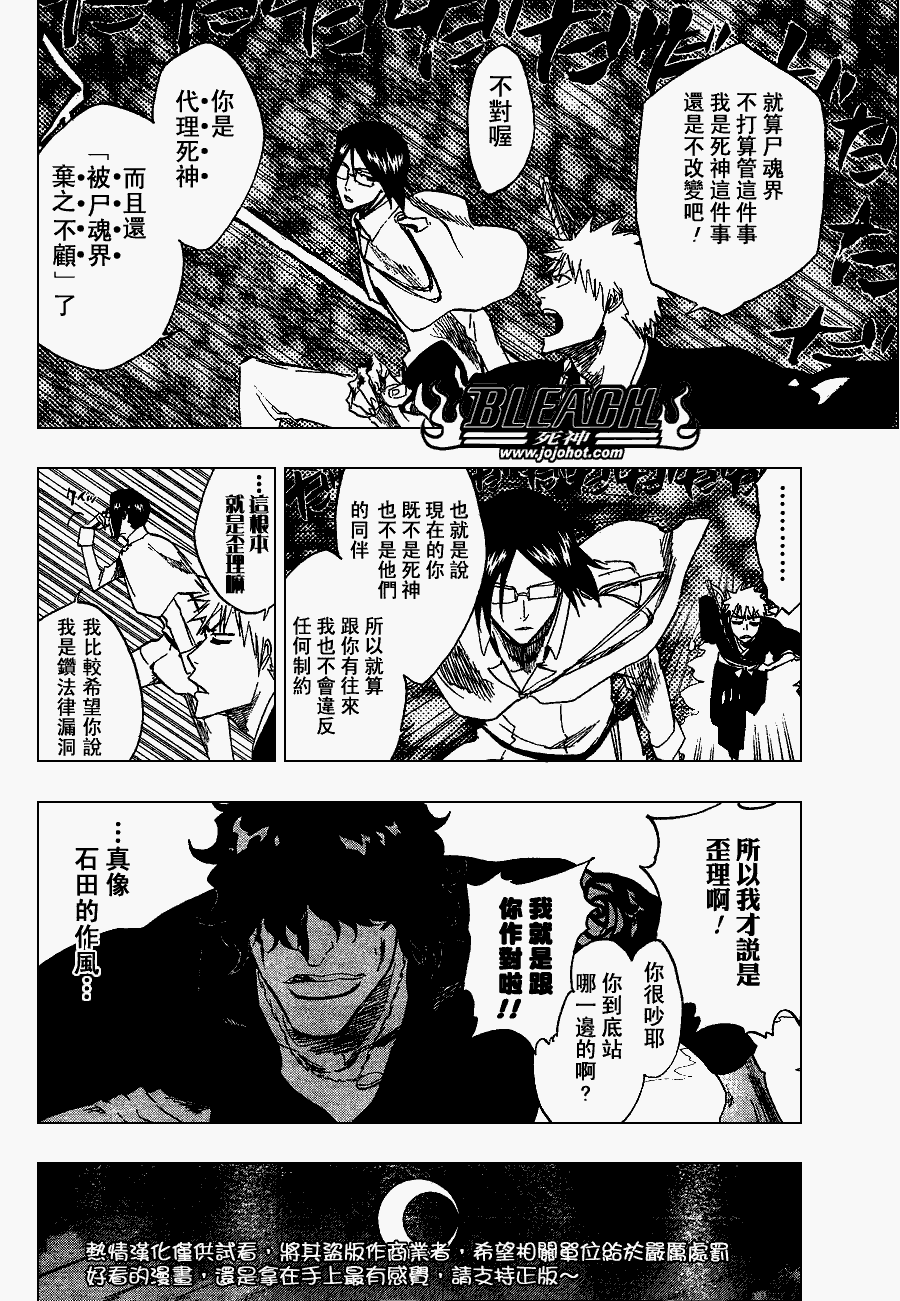 就算尸魂界
不打算管這件事
我是死神這件事
還是不改變吧！
不對喔
你是
代理死神
而且還
「被尸魂界
棄之不顧」了
BLEACH
死神
www.jojohot.com
⋯⋯⋯
也就是說
現在的你
既不是死神
也不是他們
的同伴
所以就算
跟你有往來
我也不會違反
任何制約
…這根本
就是歪理嘛
クイッ
我比較希望你說
我是鑽法律漏洞
所以我才說是
歪理啊！
你很吵耶
你到底站
哪一邊的啊？
我就是跟
你作對啦!!
…真像
石田的作風…
熱情漢化僅供試看，將其盜版作商業者，希望相關單位給於嚴厲處罰
好看的漫畫，還是拿在手上最有感覺，請支持正版～